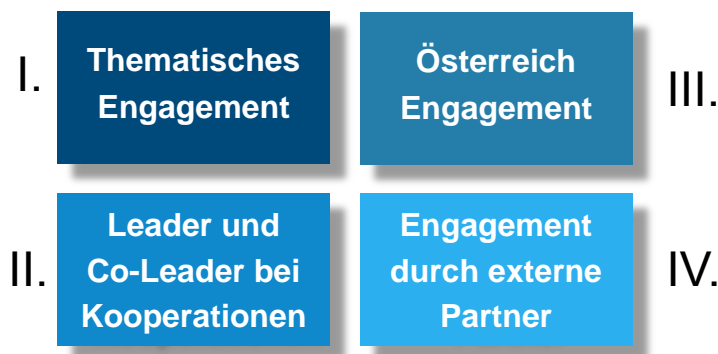 I.
Thematisches
Engagement
II.
Leader und
Co-Leader bei
Kooperationen
Österreich
Engagement
III.
Engagement
durch externe
Partner
IV.